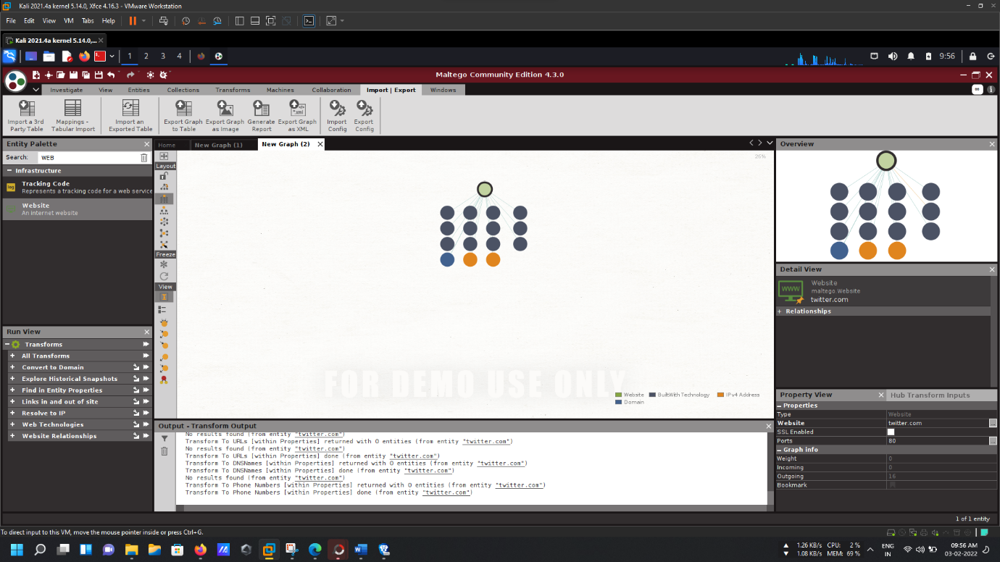 Kali 2021.4a kernel 5.14.0, Xfce 4.16.3 - VMware Workstation
File Edit View VM Tabs Help
Kali 2021.4a kernel 5.14.0,...
1 2 3 4
9:56
Maltego Community Edition 4.3.0
Investigate View Entities Collections Transforms Machines Collaboration Import | Export Windows
Import a 3rd Party Table
Mappings - Tabular Import
Import an Exported Table
Export Graph to Table
Export Graph as Image
Generate Report
Export Graph as XML
Import Config
Export Config
Entity Palette
Search: WEB
Infrastructure
Tracking Code
Represents a tracking code for a web service
Website
An internet website
Run View
Transforms
All Transforms
Convert to Domain
Explore Historical Snapshots
Find in Entity Properties
Links in and out of site
Resolve to IP
Web Technologies
Website Relationships
Home New Graph (1) New Graph (2)
Layout
Freeze
View
26%
FOR DEMO USE ONLY
Website BuiltWith Technology IPv4 Address
Domain
Output - Transform Output
No results found (from entity "twitter.com")
Transform To URLs [within Properties] returned with 0 entities (from entity "twitter.com")
No results found (from entity "twitter.com")
Transform To URLs [within Properties] done (from entity "twitter.com")
Transform To DNSNames [within Properties] returned with 0 entities (from entity "twitter.com")
Transform To DNSNames [within Properties] done (from entity "twitter.com")
No results found (from entity "twitter.com")
Transform To Phone Numbers [within Properties] returned with 0 entities (from entity "twitter.com")
Transform To Phone Numbers [within Properties] done (from entity "twitter.com")
Overview
Detail View
WWW
Website
maltego.Website
twitter.com
Relationships
Property View Hub Transform Inputs
Properties
Type Website
Website twitter.com
SSL Enabled
Ports 80
Graph info
Weight 0
Incoming 0
Outgoing 16
Bookmark
1 of 1 entity
To direct input to this VM, move the mouse pointer inside or press Ctrl+G.
1.26 KB/s CPU: 2 %
1.08 KB/s MEM: 69 %
ENG
IN
09:56 AM
03-02-2022